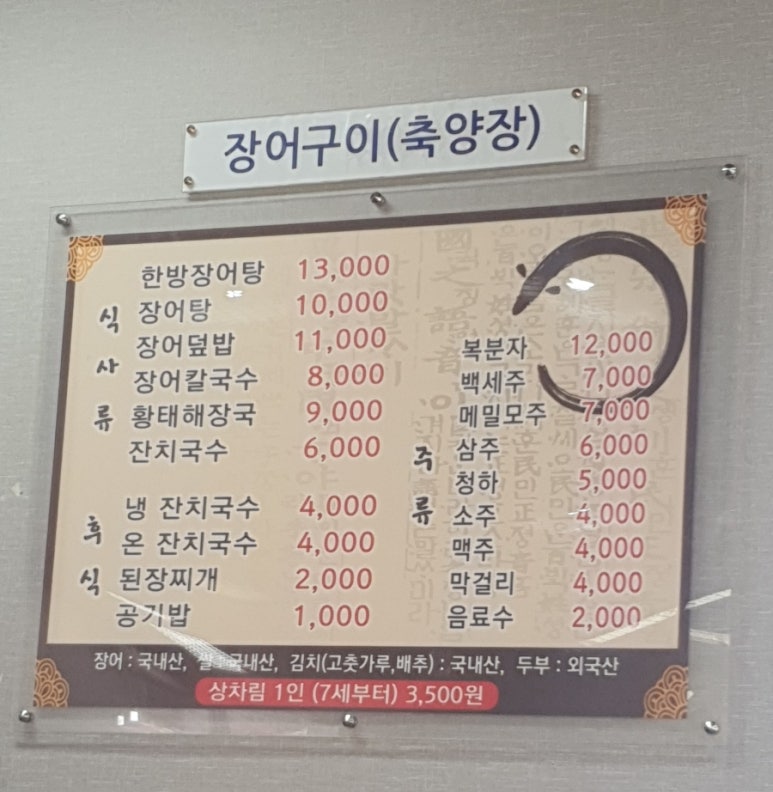 장어구이(축양장)
식사류
한방장어탕 13,000
장어탕 10,000
장어덮밥 11,000
장어칼국수 8,000
황태해장국 9,000
잔치국수 6,000
후식
냉 잔치국수 4,000
온 잔치국수 4,000
된장찌개 2,000
공기밥 1,000
주류
복분자 12,000
백세주 7,000
메밀모주 7,000
삼주 6,000
청하 5,000
소주 4,000
맥주 4,000
막걸리 4,000
음료수 2,000
장어 : 국내산, 쌀 : 국내산, 김치(고춧가루,배추) : 국내산, 두부 : 외국산
상차림 1인 (7세부터) 3,500원